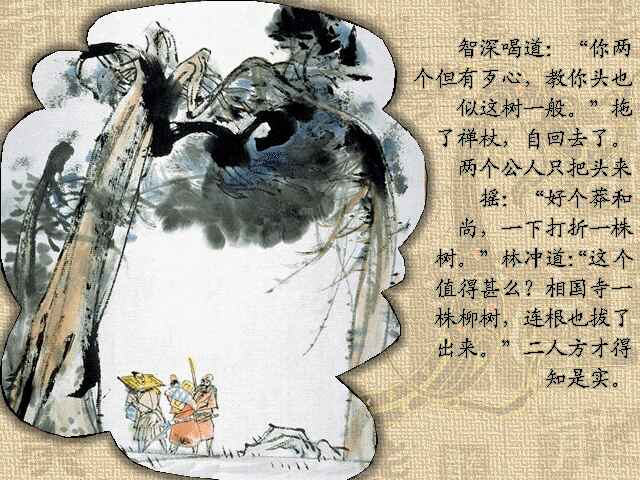 智深喝道：“你两
个但有歹心，教你头也
似这树一般。”拖
了禅杖，自回去了。
两个公人只把头来
摇：“好个莽和
尚，一下打折一株
树。”林冲道:“这个
值得甚么？相国寺一
株柳树，连根也拔了
出来。”二人方才得
知是实。